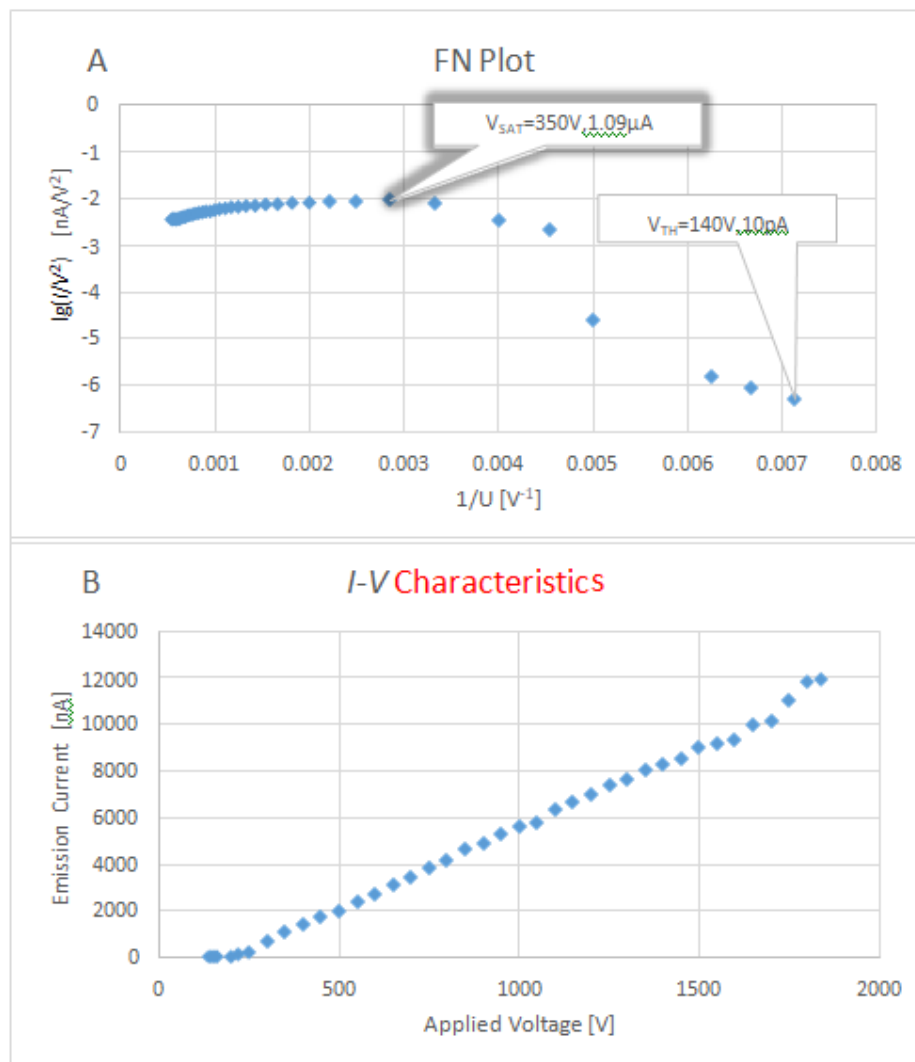 A
FN Plot
V_SAT=350V,1.09µA
V_TH=140V,10pA
lg(I/V²) [nA/V²]
0
-1
-2
-3
-4
-5
-6
-7
0 0.001 0.002 0.003 0.004 0.005 0.006 0.007 0.008
1/U [V⁻¹]
B
I-V Characteristics
Emission Current [nA]
14000
12000
10000
8000
6000
4000
2000
0
0 500 1000 1500 2000
Applied Voltage [V]